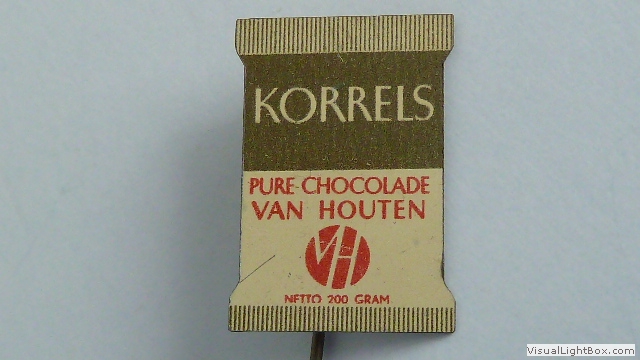 KORRELS
PURE CHOCOLADE
VAN HOUTEN
VH
NETTO 200 GRAM
VisualLightBox.com